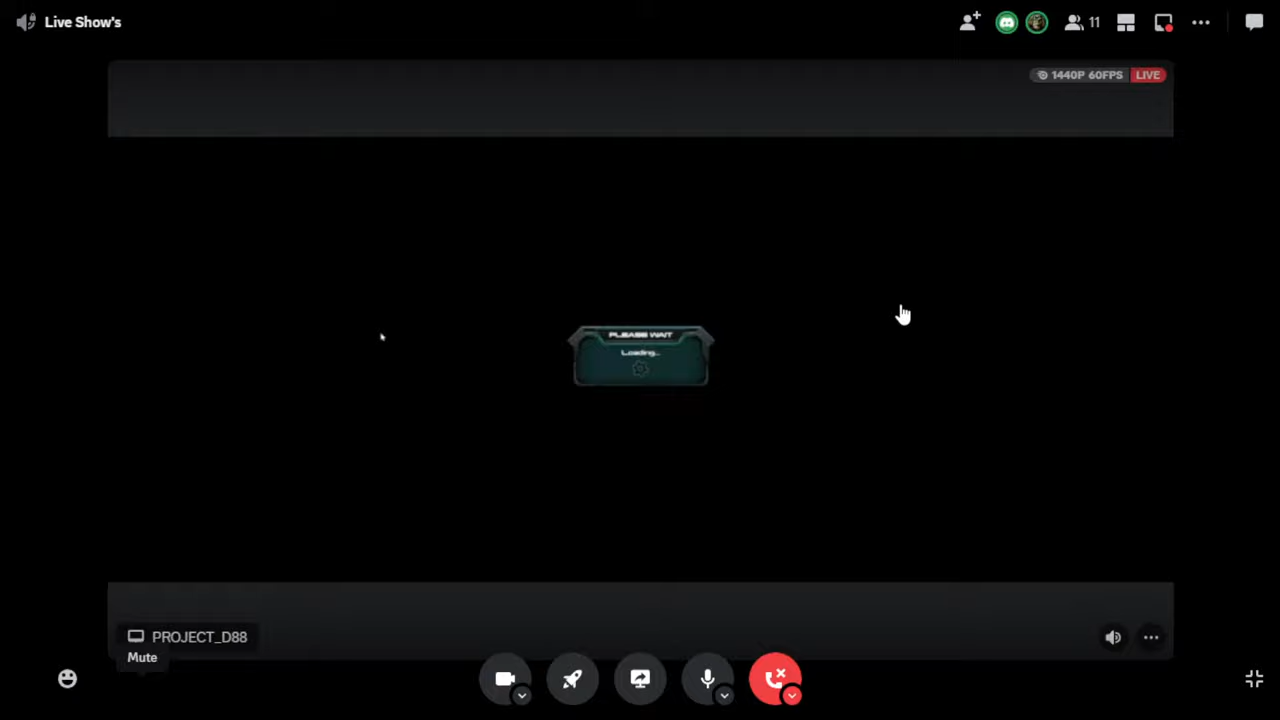 Live Show's
11
1440P 60FPS
LIVE
PLEASE WAIT
Loading...
PROJECT_D88
Mute